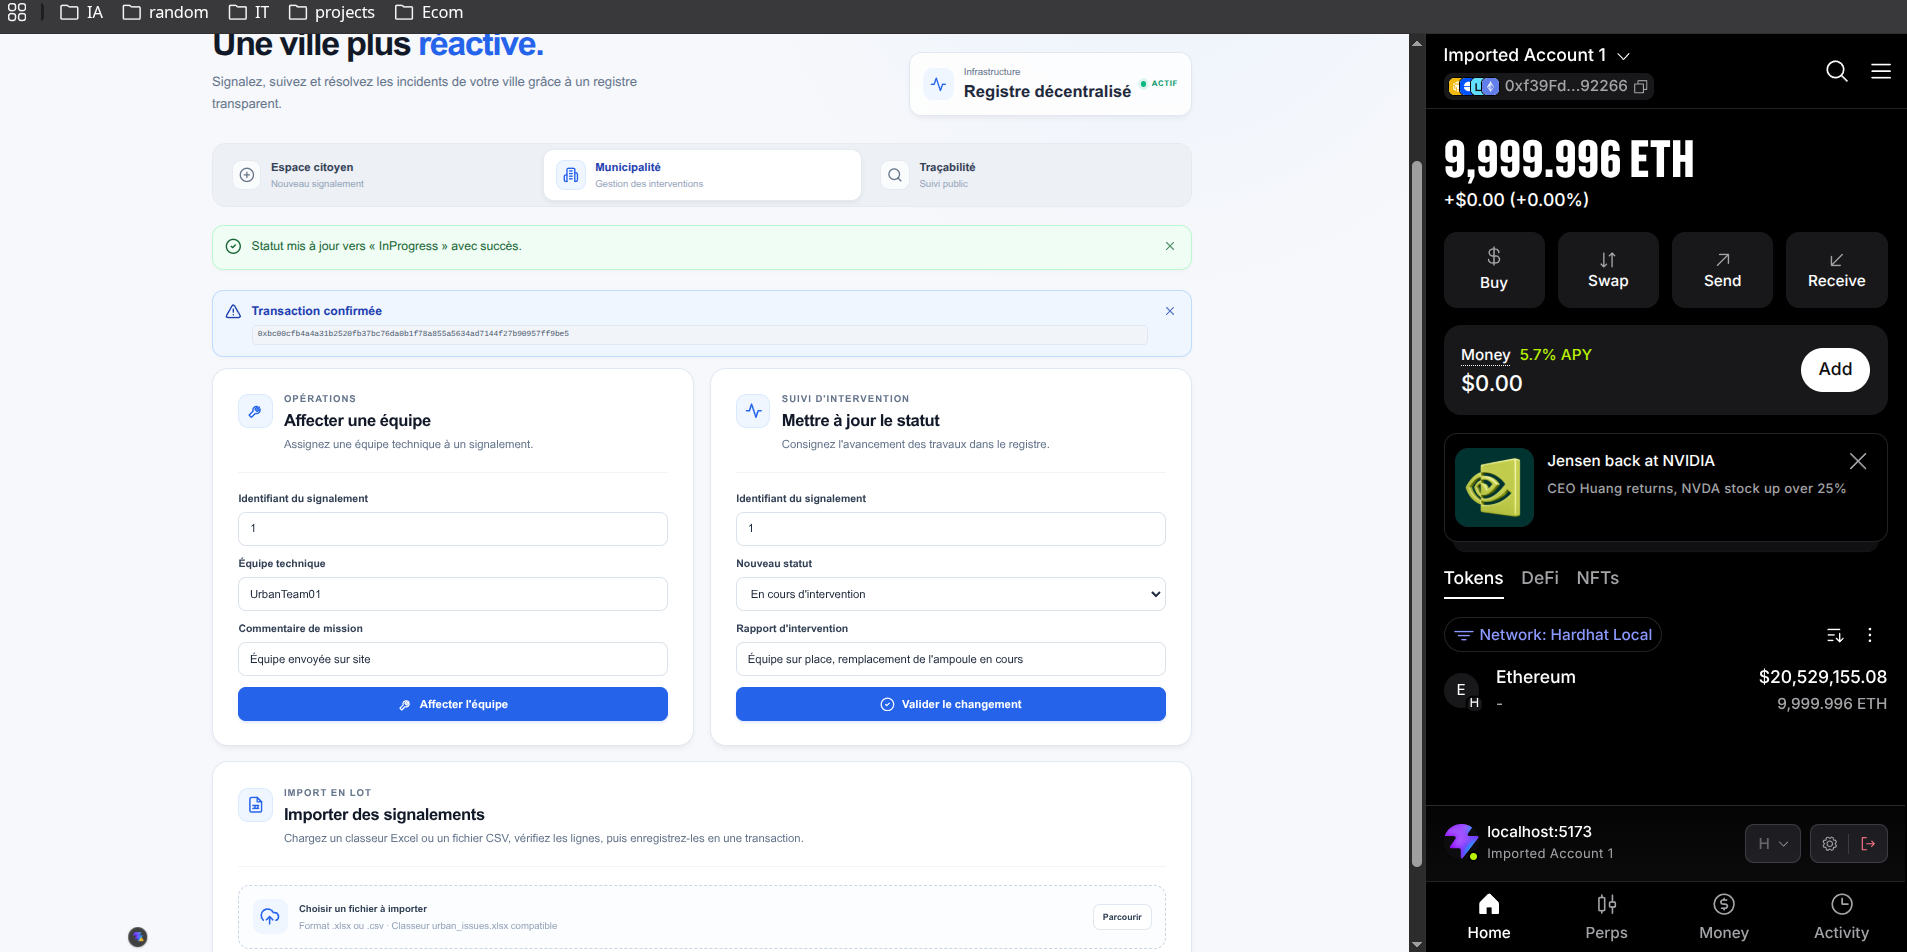 IA
random
IT
projects
Ecom
Une ville plus réactive.
Signalez, suivez et résolvez les incidents de votre ville grâce à un registre
transparent.
Infrastructure
Registre décentralisé
ACTIF
Espace citoyen
Nouveau signalement
Municipalité
Gestion des interventions
Traçabilité
Suivi public
Statut mis à jour vers « InProgress » avec succès.
Transaction confirmée
0xbc00cfb4a4a31b2520fb37bc76da0b1f78a855a5634ad7144f27b90957ff9be5
OPÉRATIONS
Affecter une équipe
Assignez une équipe technique à un signalement.
Identifiant du signalement
1
Équipe technique
UrbanTeam01
Commentaire de mission
Équipe envoyée sur site
Affecter l'équipe
SUIVI D'INTERVENTION
Mettre à jour le statut
Consignez l'avancement des travaux dans le registre.
Identifiant du signalement
1
Nouveau statut
En cours d'intervention
Rapport d'intervention
Équipe sur place, remplacement de l'ampoule en cours
Valider le changement
IMPORT EN LOT
Importer des signalements
Chargez un classeur Excel ou un fichier CSV, vérifiez les lignes, puis enregistrez-les en une transaction.
Choisir un fichier à importer
Format .xlsx ou .csv · Classeur urban_issues.xlsx compatible
Parcourir
Imported Account 1
0xf39Fd...92266
9,999.996 ETH
+$0.00 (+0.00%)
Buy
Swap
Send
Receive
Money 5.7% APY
$0.00
Add
Jensen back at NVIDIA
CEO Huang returns, NVDA stock up over 25%
Tokens
DeFi
NFTs
Network: Hardhat Local
E
H
Ethereum
-
$20,529,155.08
9,999.996 ETH
localhost:5173
Imported Account 1
H
Home
Perps
Money
Activity